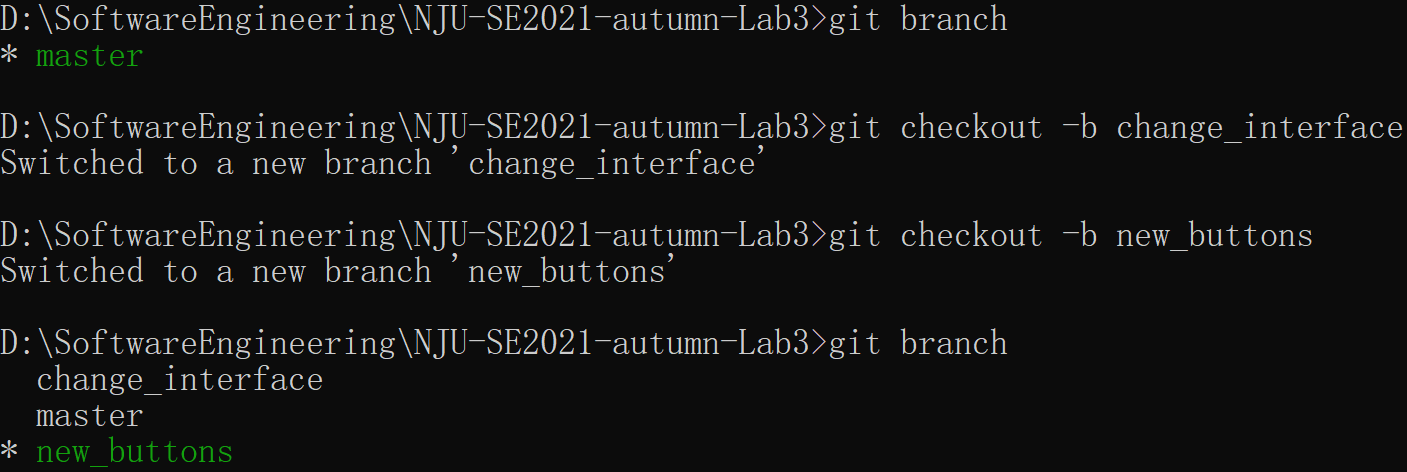 D:\SoftwareEngineering\NJU-SE2021-autumn-Lab3>git branch
* master
D:\SoftwareEngineering\NJU-SE2021-autumn-Lab3>git checkout -b change_interface
Switched to a new branch 'change_interface'
D:\SoftwareEngineering\NJU-SE2021-autumn-Lab3>git checkout -b new_buttons
Switched to a new branch 'new_buttons'
D:\SoftwareEngineering\NJU-SE2021-autumn-Lab3>git branch
  change_interface
  master
* new_buttons